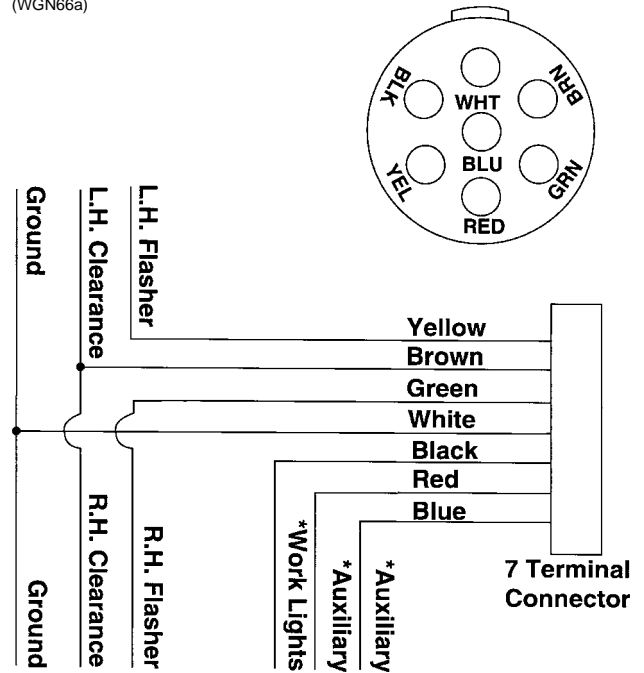 (WGN66a)
BLK
WHT
BRN
BLU
YEL
GRN
RED
Ground
L.H. Clearance
L.H. Flasher
Yellow
Brown
Green
White
Black
Red
Blue
7 Terminal
Connector
Ground
R.H. Clearance
R.H. Flasher
*Work Lights
*Auxiliary
*Auxiliary